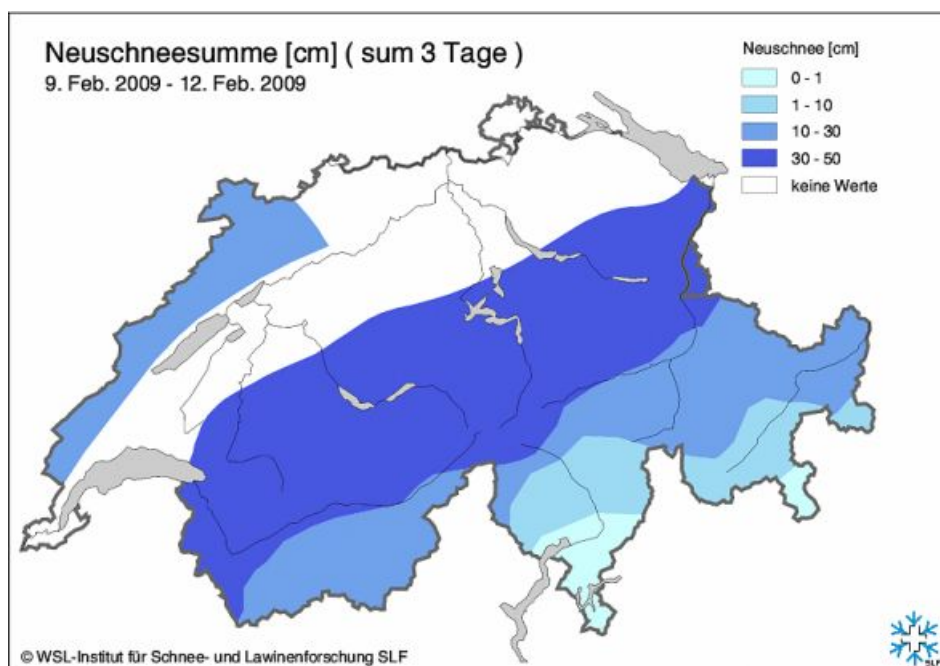 Neuschneesumme [cm] ( sum 3 Tage )
9. Feb. 2009 - 12. Feb. 2009
Neuschnee [cm]
0 - 1
1 - 10
10 - 30
30 - 50
keine Werte
© WSL-Institut für Schnee- und Lawinenforschung SLF